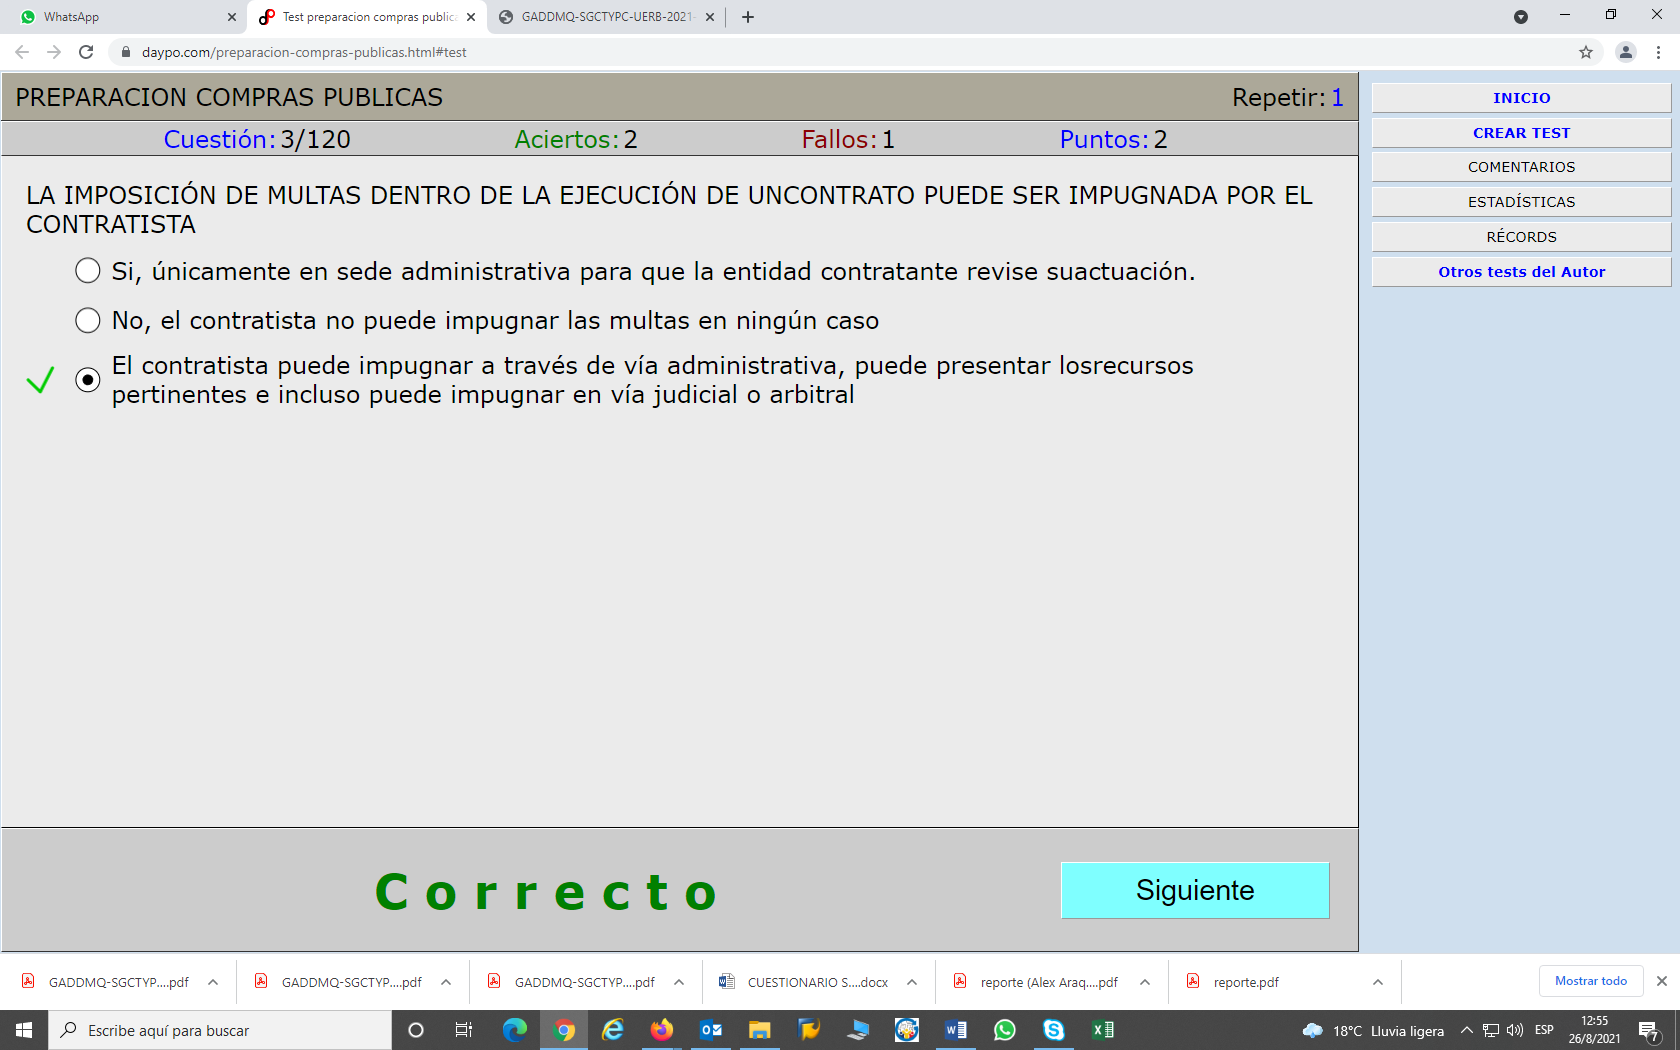 WhatsApp
Test preparacion compras public
GADDMQ-SGCTYPC-UERB-2021-
daypo.com/preparacion-compras-publicas.html#test
PREPARACION COMPRAS PUBLICAS
Repetir: 1
Cuestión: 3/120
Aciertos: 2
Fallos: 1
Puntos: 2
LA IMPOSICIÓN DE MULTAS DENTRO DE LA EJECUCIÓN DE UNCONTRATO PUEDE SER IMPUGNADA POR EL
CONTRATISTA
Si, únicamente en sede administrativa para que la entidad contratante revise suactuación.
No, el contratista no puede impugnar las multas en ningún caso
El contratista puede impugnar a través de vía administrativa, puede presentar losrecursos
pertinentes e incluso puede impugnar en vía judicial o arbitral
Correcto
Siguiente
INICIO
CREAR TEST
COMENTARIOS
ESTADÍSTICAS
RÉCORDS
Otros tests del Autor
GADDMQ-SGCTYP....pdf
GADDMQ-SGCTYP....pdf
GADDMQ-SGCTYP....pdf
CUESTIONARIO S....docx
reporte (Alex Araq....pdf
reporte.pdf
Mostrar todo
Escribe aquí para buscar
18°C Lluvia ligera
ESP
12:55
26/8/2021
7